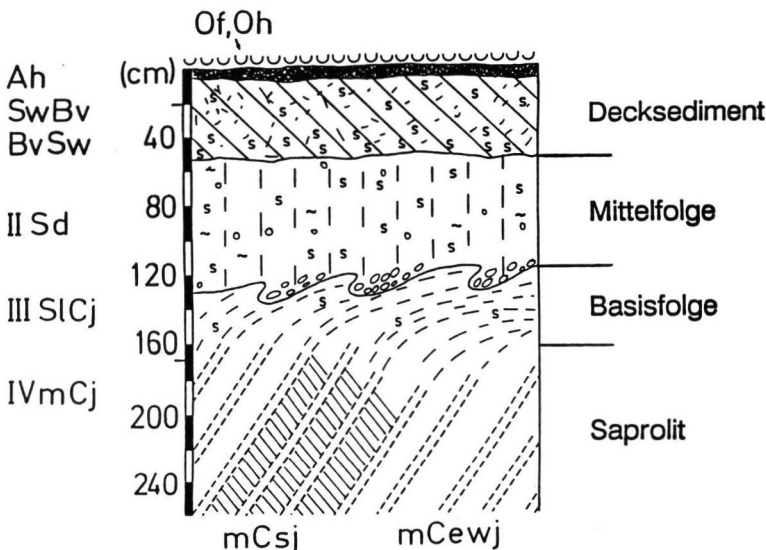 Of,Oh
(cm)
Ah
SwBv
BvSw
40
Decksediment
II Sd
80
Mittelfolge
120
III SlCj
Basisfolge
160
IVmCj
200
Saprolit
240
mCsj
mCewj